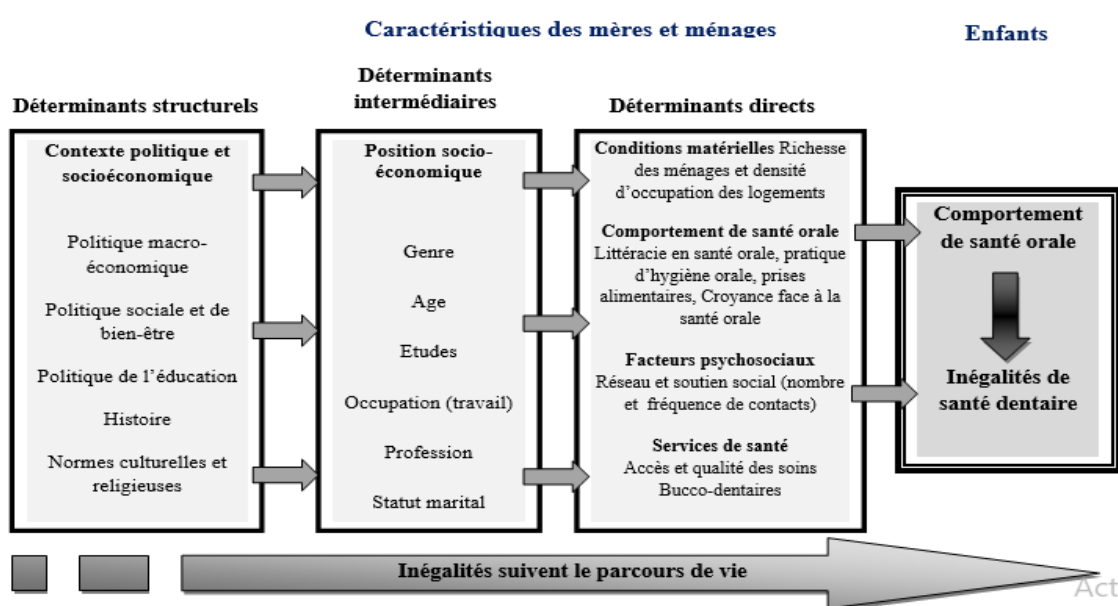 Caractéristiques des mères et ménages
Enfants
Déterminants structurels
Déterminants
intermédiaires
Déterminants directs
Contexte politique et
socioéconomique
Politique macro-
économique
Politique sociale et de
bien-être
Politique de l'éducation
Histoire
Normes culturelles et
religieuses
Position socio-
économique
Genre
Age
Etudes
Occupation (travail)
Profession
Statut marital
Conditions matérielles Richesse
des ménages et densité
d'occupation des logements
Comportement de santé orale
Littéracie en santé orale, pratique
d'hygiène orale, prises
alimentaires, Croyance face à la
santé orale
Facteurs psychosociaux
Réseau et soutien social (nombre
et fréquence de contacts)
Services de santé
Accès et qualité des soins
Bucco-dentaires
Comportement
de santé orale
Inégalités de
santé dentaire
Inégalités suivent le parcours de vie
Act